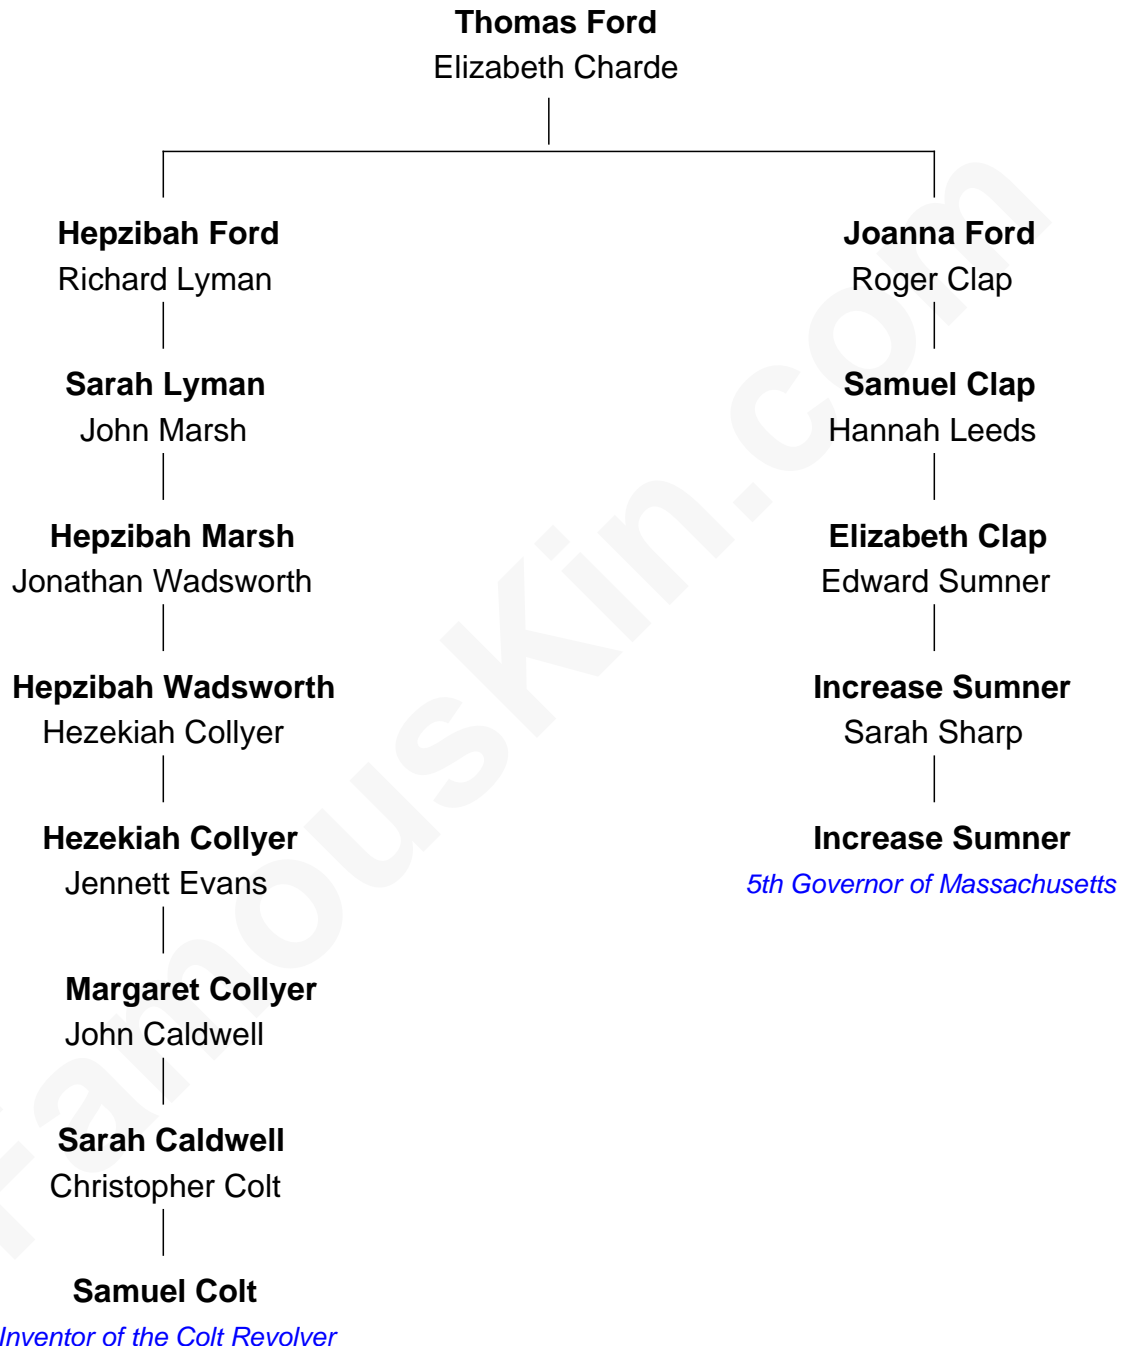 Thomas Ford
Elizabeth Charde
Hepzibah Ford
Richard Lyman
Joanna Ford
Roger Clap
Sarah Lyman
John Marsh
Samuel Clap
Hannah Leeds
Hepzibah Marsh
Jonathan Wadsworth
Elizabeth Clap
Edward Sumner
Hepzibah Wadsworth
Hezekiah Collyer
Increase Sumner
Sarah Sharp
Hezekiah Collyer
Jennett Evans
Increase Sumner
5th Governor of Massachusetts
Margaret Collyer
John Caldwell
Sarah Caldwell
Christopher Colt
Samuel Colt
Inventor of the Colt Revolver
FamousKin.com